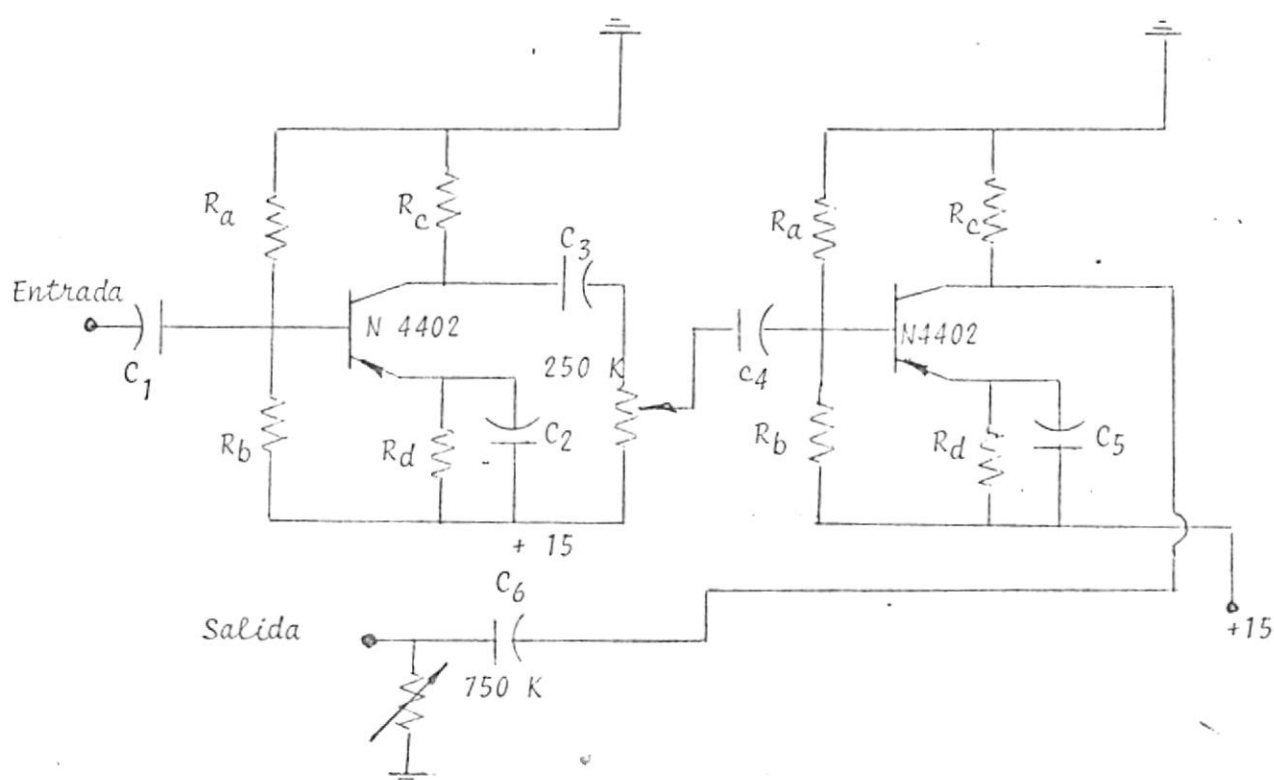 Ra
Rc
C3
Entrada
C1
N 4402
250 K
Rb
Rd
C2
+ 15
Ra
Rc
C4
N4402
Rb
Rd
C5
+15
C6
Salida
750 K